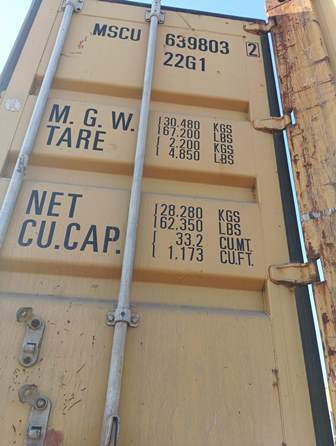 MSCU 639803 2
22G1
M.G.W. 30.480 KGS
67.200 LBS
TARE 2.200 KGS
4.850 LBS
NET 28.280 KGS
62.350 LBS
CU.CAP. 33.2 CU.MT.
1.173 CU.FT.